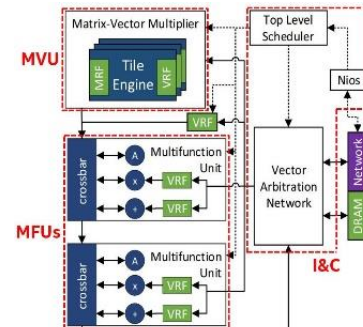 MVU
Matrix-Vector Multiplier
MRF
Tile
Engine
VRF
Top Level
Scheduler
Nios
VRF
MFUs
crossbar
Multifunction
Unit
A
x
VRF
+
VRF
Vector
Arbitration
Network
Network
DRAM
I&C
crossbar
Multifunction
Unit
A
x
VRF
+
VRF